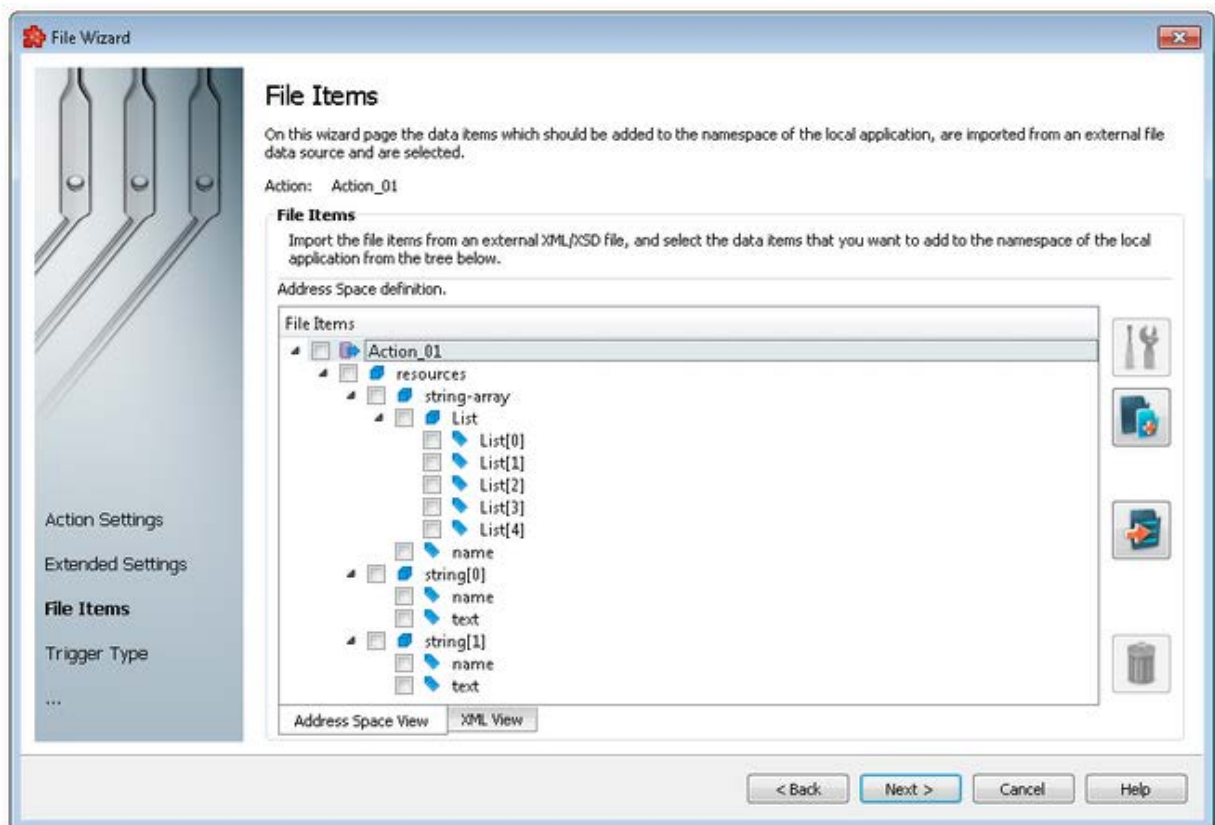 File Wizard
File Items
On this wizard page the data items which should be added to the namespace of the local application, are imported from an external file
data source and are selected.
Action: Action_01
File Items
Import the file items from an external XML/XSD file, and select the data items that you want to add to the namespace of the local
application from the tree below.
Address Space definition.
File Items
Action_01
resources
string-array
List
List[0]
List[1]
List[2]
List[3]
List[4]
name
string[0]
name
text
string[1]
name
text
Address Space View XML View
Action Settings
Extended Settings
File Items
Trigger Type
...
< Back Next > Cancel Help